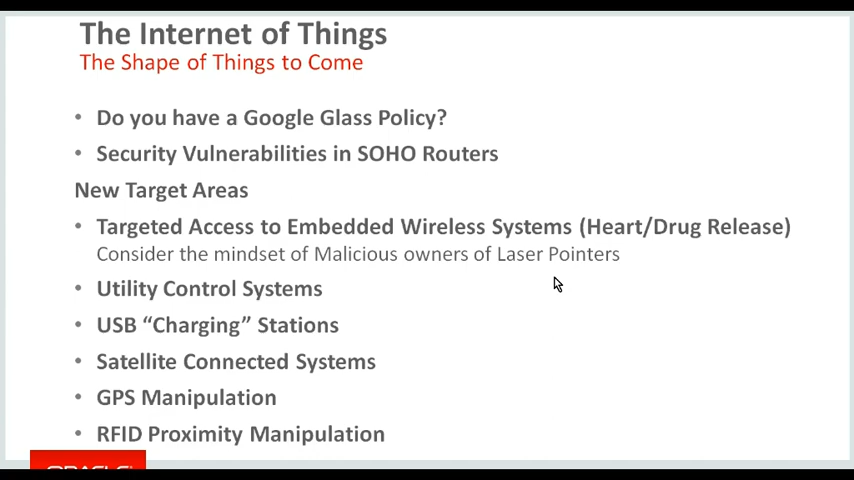 The Internet of Things
The Shape of Things to Come
• Do you have a Google Glass Policy?
• Security Vulnerabilities in SOHO Routers
New Target Areas
• Targeted Access to Embedded Wireless Systems (Heart/Drug Release)
Consider the mindset of Malicious owners of Laser Pointers
• Utility Control Systems
• USB “Charging” Stations
• Satellite Connected Systems
• GPS Manipulation
• RFID Proximity Manipulation
ORACLE